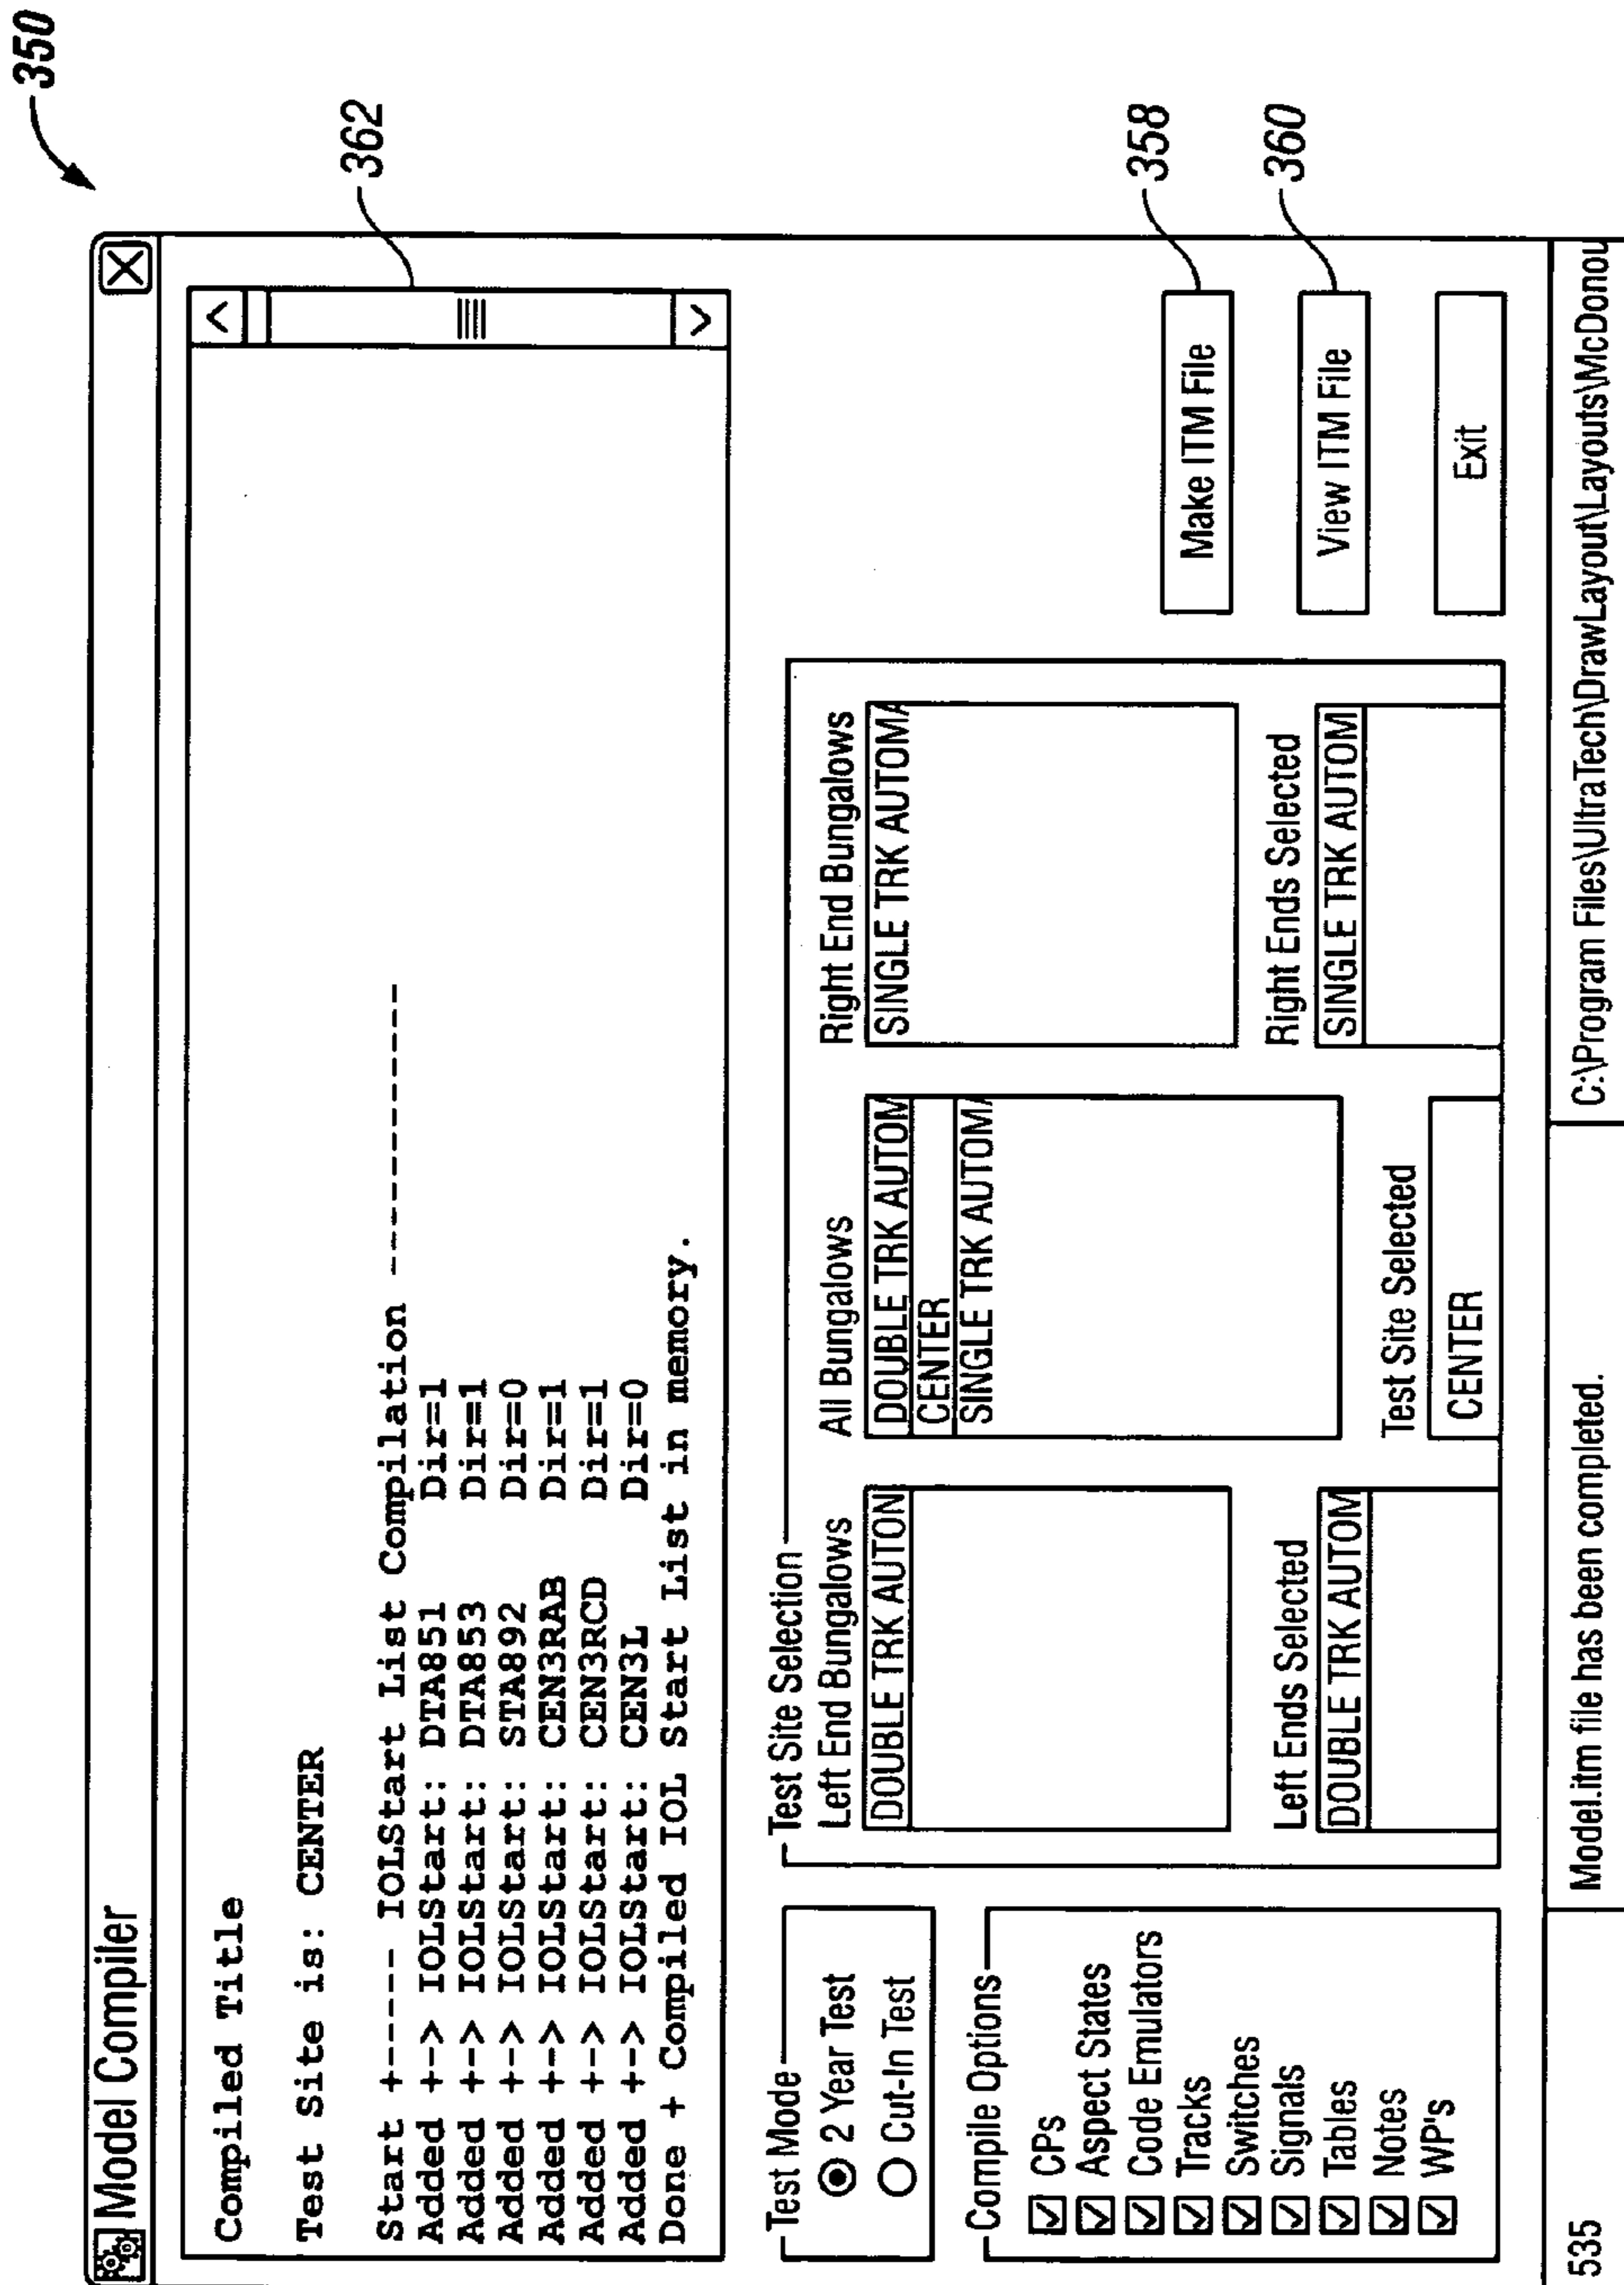 350
Model Compiler
362
Compiled Title
Test Site is: CENTER
Start +----- IOLStart List Compilation -------------
Added +--> IOLStart: DTA851 Dir=1
Added +--> IOLStart: DTA853 Dir=1
Added +--> IOLStart: STA892 Dir=0
Added +--> IOLStart: CEN3RAB Dir=1
Added +--> IOLStart: CEN3RCD Dir=1
Added +--> IOLStart: CEN3L Dir=0
Done + Compiled IOL Start List in memory.
Test Mode
2 Year Test
Cut-In Test
Compile Options
CPs
Aspect States
Code Emulators
Tracks
Switches
Signals
Tables
Notes
WP's
Test Site Selection
Left End Bungalows
DOUBLE TRK AUTON
Left Ends Selected
DOUBLE TRK AUTOM
All Bungalows
DOUBLE TRK AUTOM
CENTER
SINGLE TRK AUTOMA
Test Site Selected
CENTER
Right End Bungalows
SINGLE TRK AUTOMA
Right Ends Selected
SINGLE TRK AUTOM
Make ITM File
358
View ITM File
360
Exit
535
Model.itm file has been completed.
C:\Program Files\UltraTech\DrawLayout\Layouts\McDonou